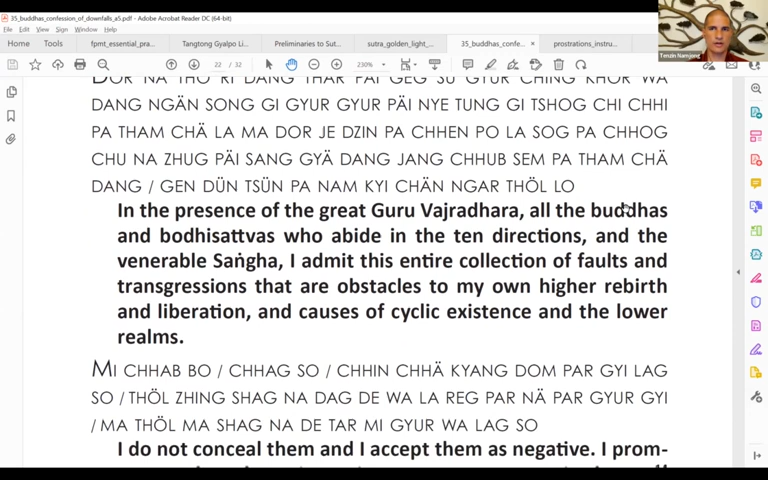 35_buddhas_confession_of_downfalls_a5.pdf - Adobe Acrobat Reader DC (64-bit)
File Edit View Sign Window Help
Home Tools fpmt_essential_pra... Tangtong Gyalpo Li... Preliminaries to Sut... sutra_golden_light_... 35_buddhas_confe... × prostrations_instru...
22 / 32 230%
Tenzin Namjong
DOR NA THO RI DANG THAR PAI GEG SU GYUR CHING KHOR WA
DANG NGÄN SONG GI GYUR GYUR PÄI NYE TUNG GI TSHOG CHI CHHI
PA THAM CHÄ LA MA DOR JE DZIN PA CHHEN PO LA SOG PA CHHOG
CHU NA ZHUG PÄI SANG GYÄ DANG JANG CHHUB SEM PA THAM CHÄ
DANG / GEN DÜN TSÜN PA NAM KYI CHÄN NGAR THÖL LO
In the presence of the great Guru Vajradhara, all the buddhas
and bodhisattvas who abide in the ten directions, and the
venerable Saṅgha, I admit this entire collection of faults and
transgressions that are obstacles to my own higher rebirth
and liberation, and causes of cyclic existence and the lower
realms.
MI CHHAB BO / CHHAG SO / CHHIN CHHÄ KYANG DOM PAR GYI LAG
SO / THÖL ZHING SHAG NA DAG DE WA LA REG PAR NÄ PAR GYUR GYI
/ MA THÖL MA SHAG NA DE TAR MI GYUR WA LAG SO
I do not conceal them and I accept them as negative. I prom-